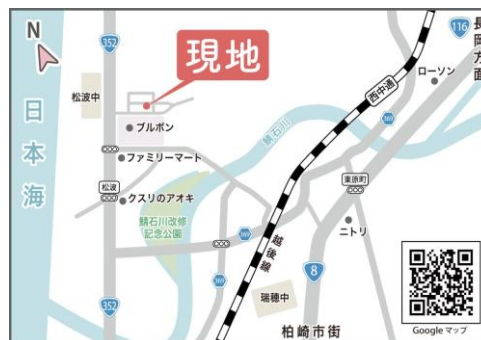 N
352
現地
116
長岡方面
ローソン
西中通
松波中
369
鯖石川
ブルボン
日本海
ファミリーマート
東原町
松波
クスリのアオキ
鯖石川改修
記念公園
369
ニトリ
越後線
8
369
瑞穂中
352
柏崎市街
Google マップ